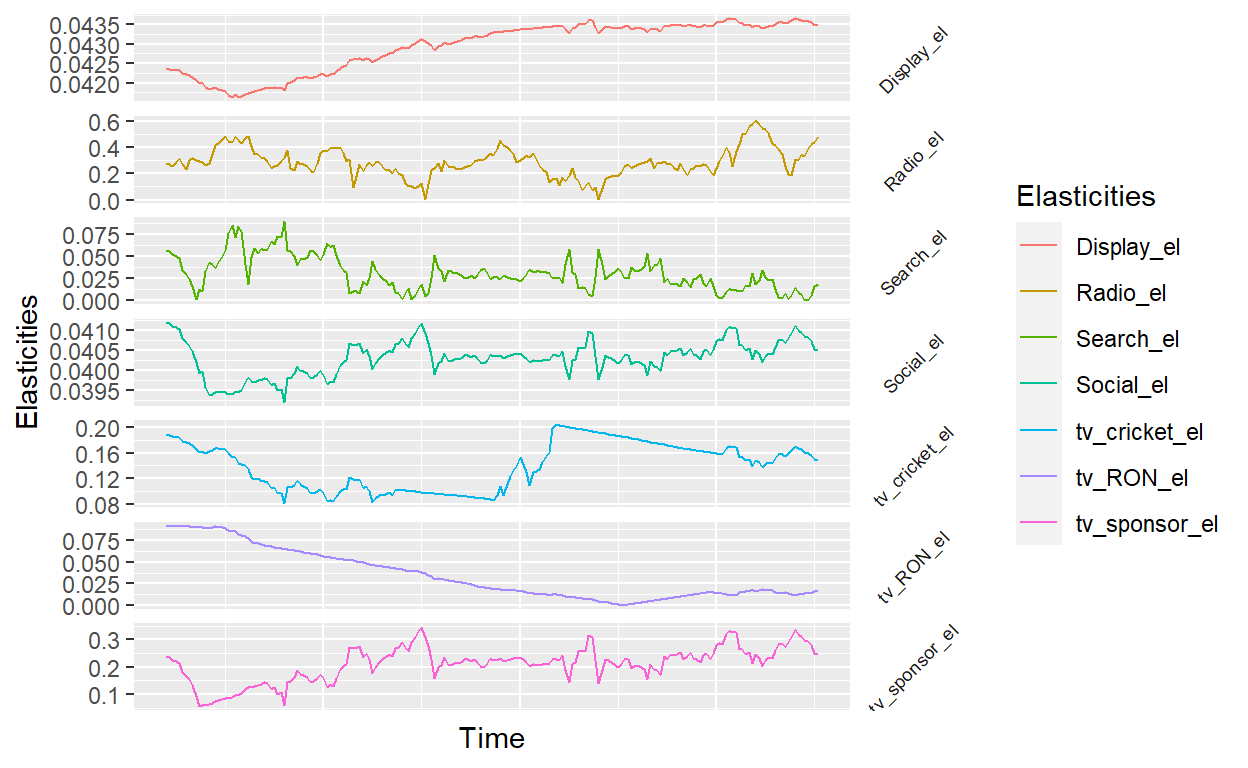 0.0435
0.0430
0.0425
0.0420
Display_el
0.6
0.4
0.2
0.0
Radio_el
0.075
0.050
0.025
0.000
Search_el
0.0410
0.0405
0.0400
0.0395
Social_el
0.20
0.16
0.12
0.08
tv_cricket_el
0.075
0.050
0.025
0.000
tv_RON_el
0.3
0.2
0.1
tv_sponsor_el
Elasticities
Time
Elasticities
Display_el
Radio_el
Search_el
Social_el
tv_cricket_el
tv_RON_el
tv_sponsor_el